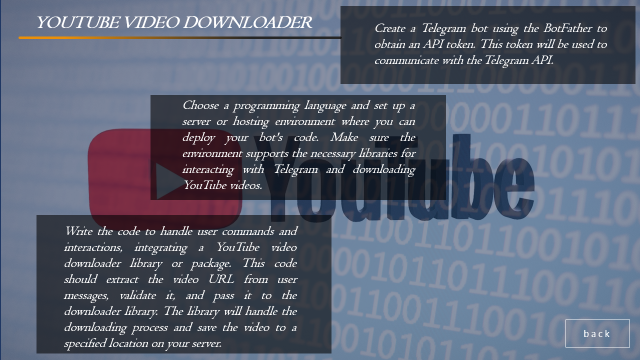 YOUTUBE VIDEO DOWNLOADER
Create a Telegram bot using the BotFather to
obtain an API token. This token will be used to
communicate with the Telegram API.
Choose a programming language and set up a
server or hosting environment where you can
deploy your bot's code. Make sure the
environment supports the necessary libraries for
interacting with Telegram and downloading
YouTube videos.
YouTube
Write the code to handle user commands and
interactions, integrating a YouTube video
downloader library or package. This code
should extract the video URL from user
messages, validate it, and pass it to the
downloader library. The library will handle the
downloading process and save the video to a
specified location on your server.
back